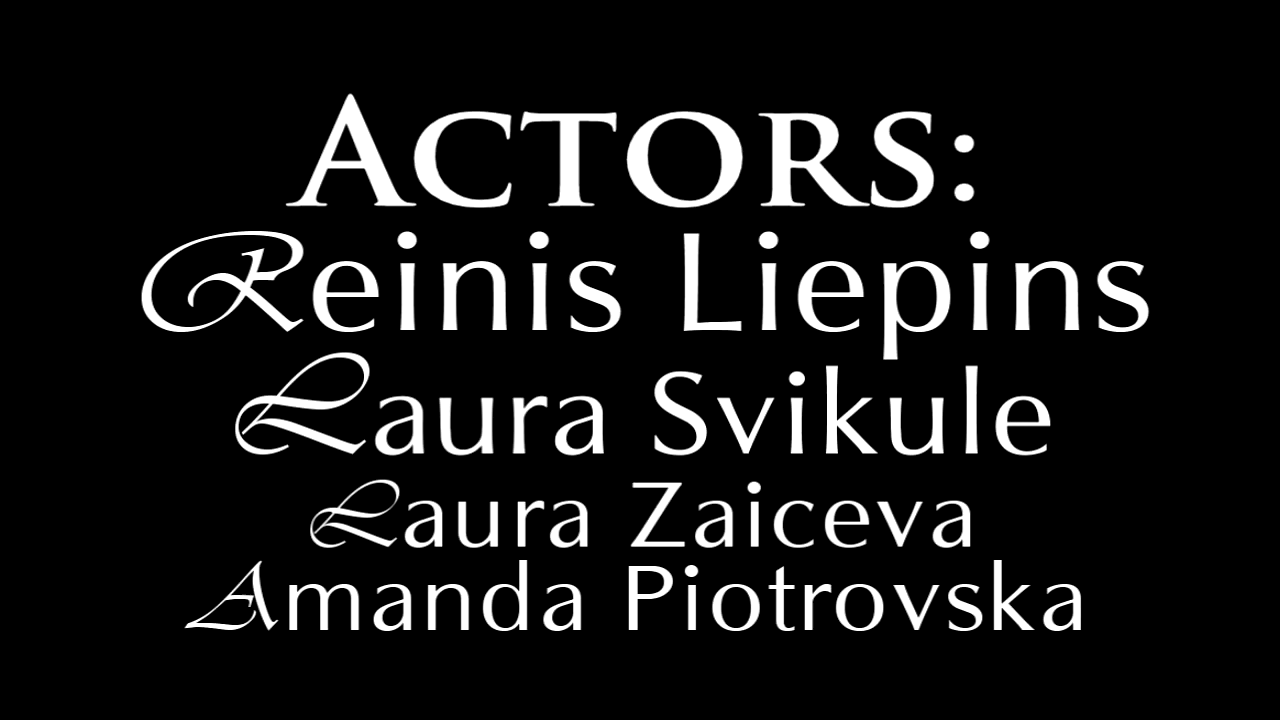 ACTORS:
Reinis Liepins
Laura Svikule
Laura Zaiceva
Amanda Piotrovska